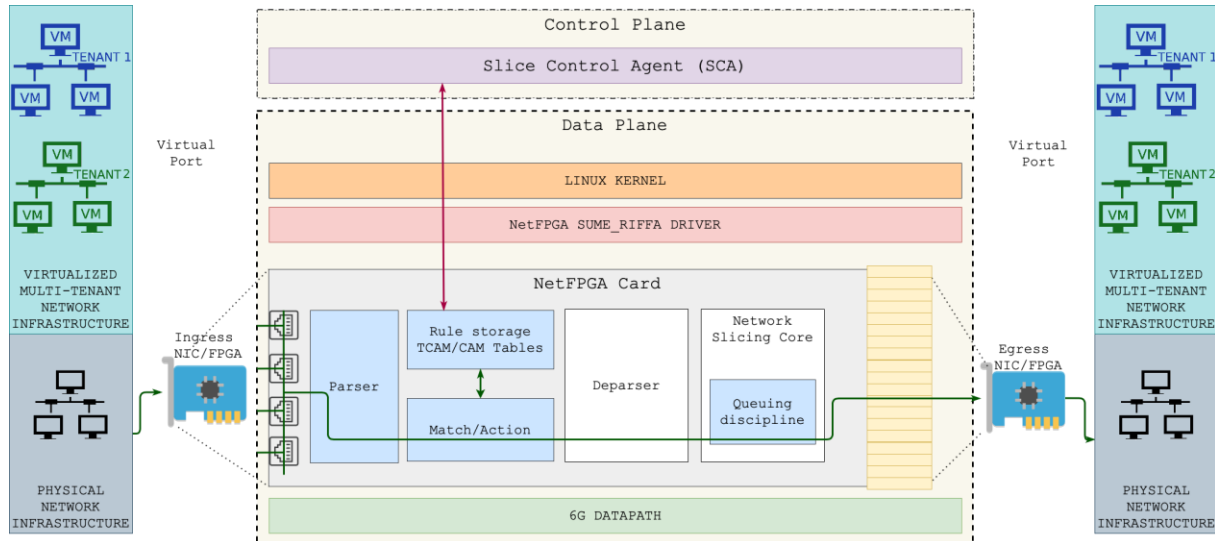 VM
TENANT 1
VM
VM
VM
TENANT 2
VM
VM
VIRTUALIZED
MULTI-TENANT
NETWORK
INFRASTRUCTURE
PHYSICAL
NETWORK
INFRASTRUCTURE
Virtual
Port
Ingress
NIC/FPGA
Control Plane
Slice Control Agent (SCA)
Data Plane
LINUX KERNEL
NetFPGA SUME_RIFFA DRIVER
NetFPGA Card
Parser
Rule storage
TCAM/CAM Tables
Match/Action
Deparser
Network
Slicing Core
Queuing
discipline
6G DATAPATH
Virtual
Port
Egress
NIC/FPGA
VM
TENANT 1
VM
VM
VM
TENANT 2
VM
VM
VIRTUALIZED
MULTI-TENANT
NETWORK
INFRASTRUCTURE
PHYSICAL
NETWORK
INFRASTRUCTURE